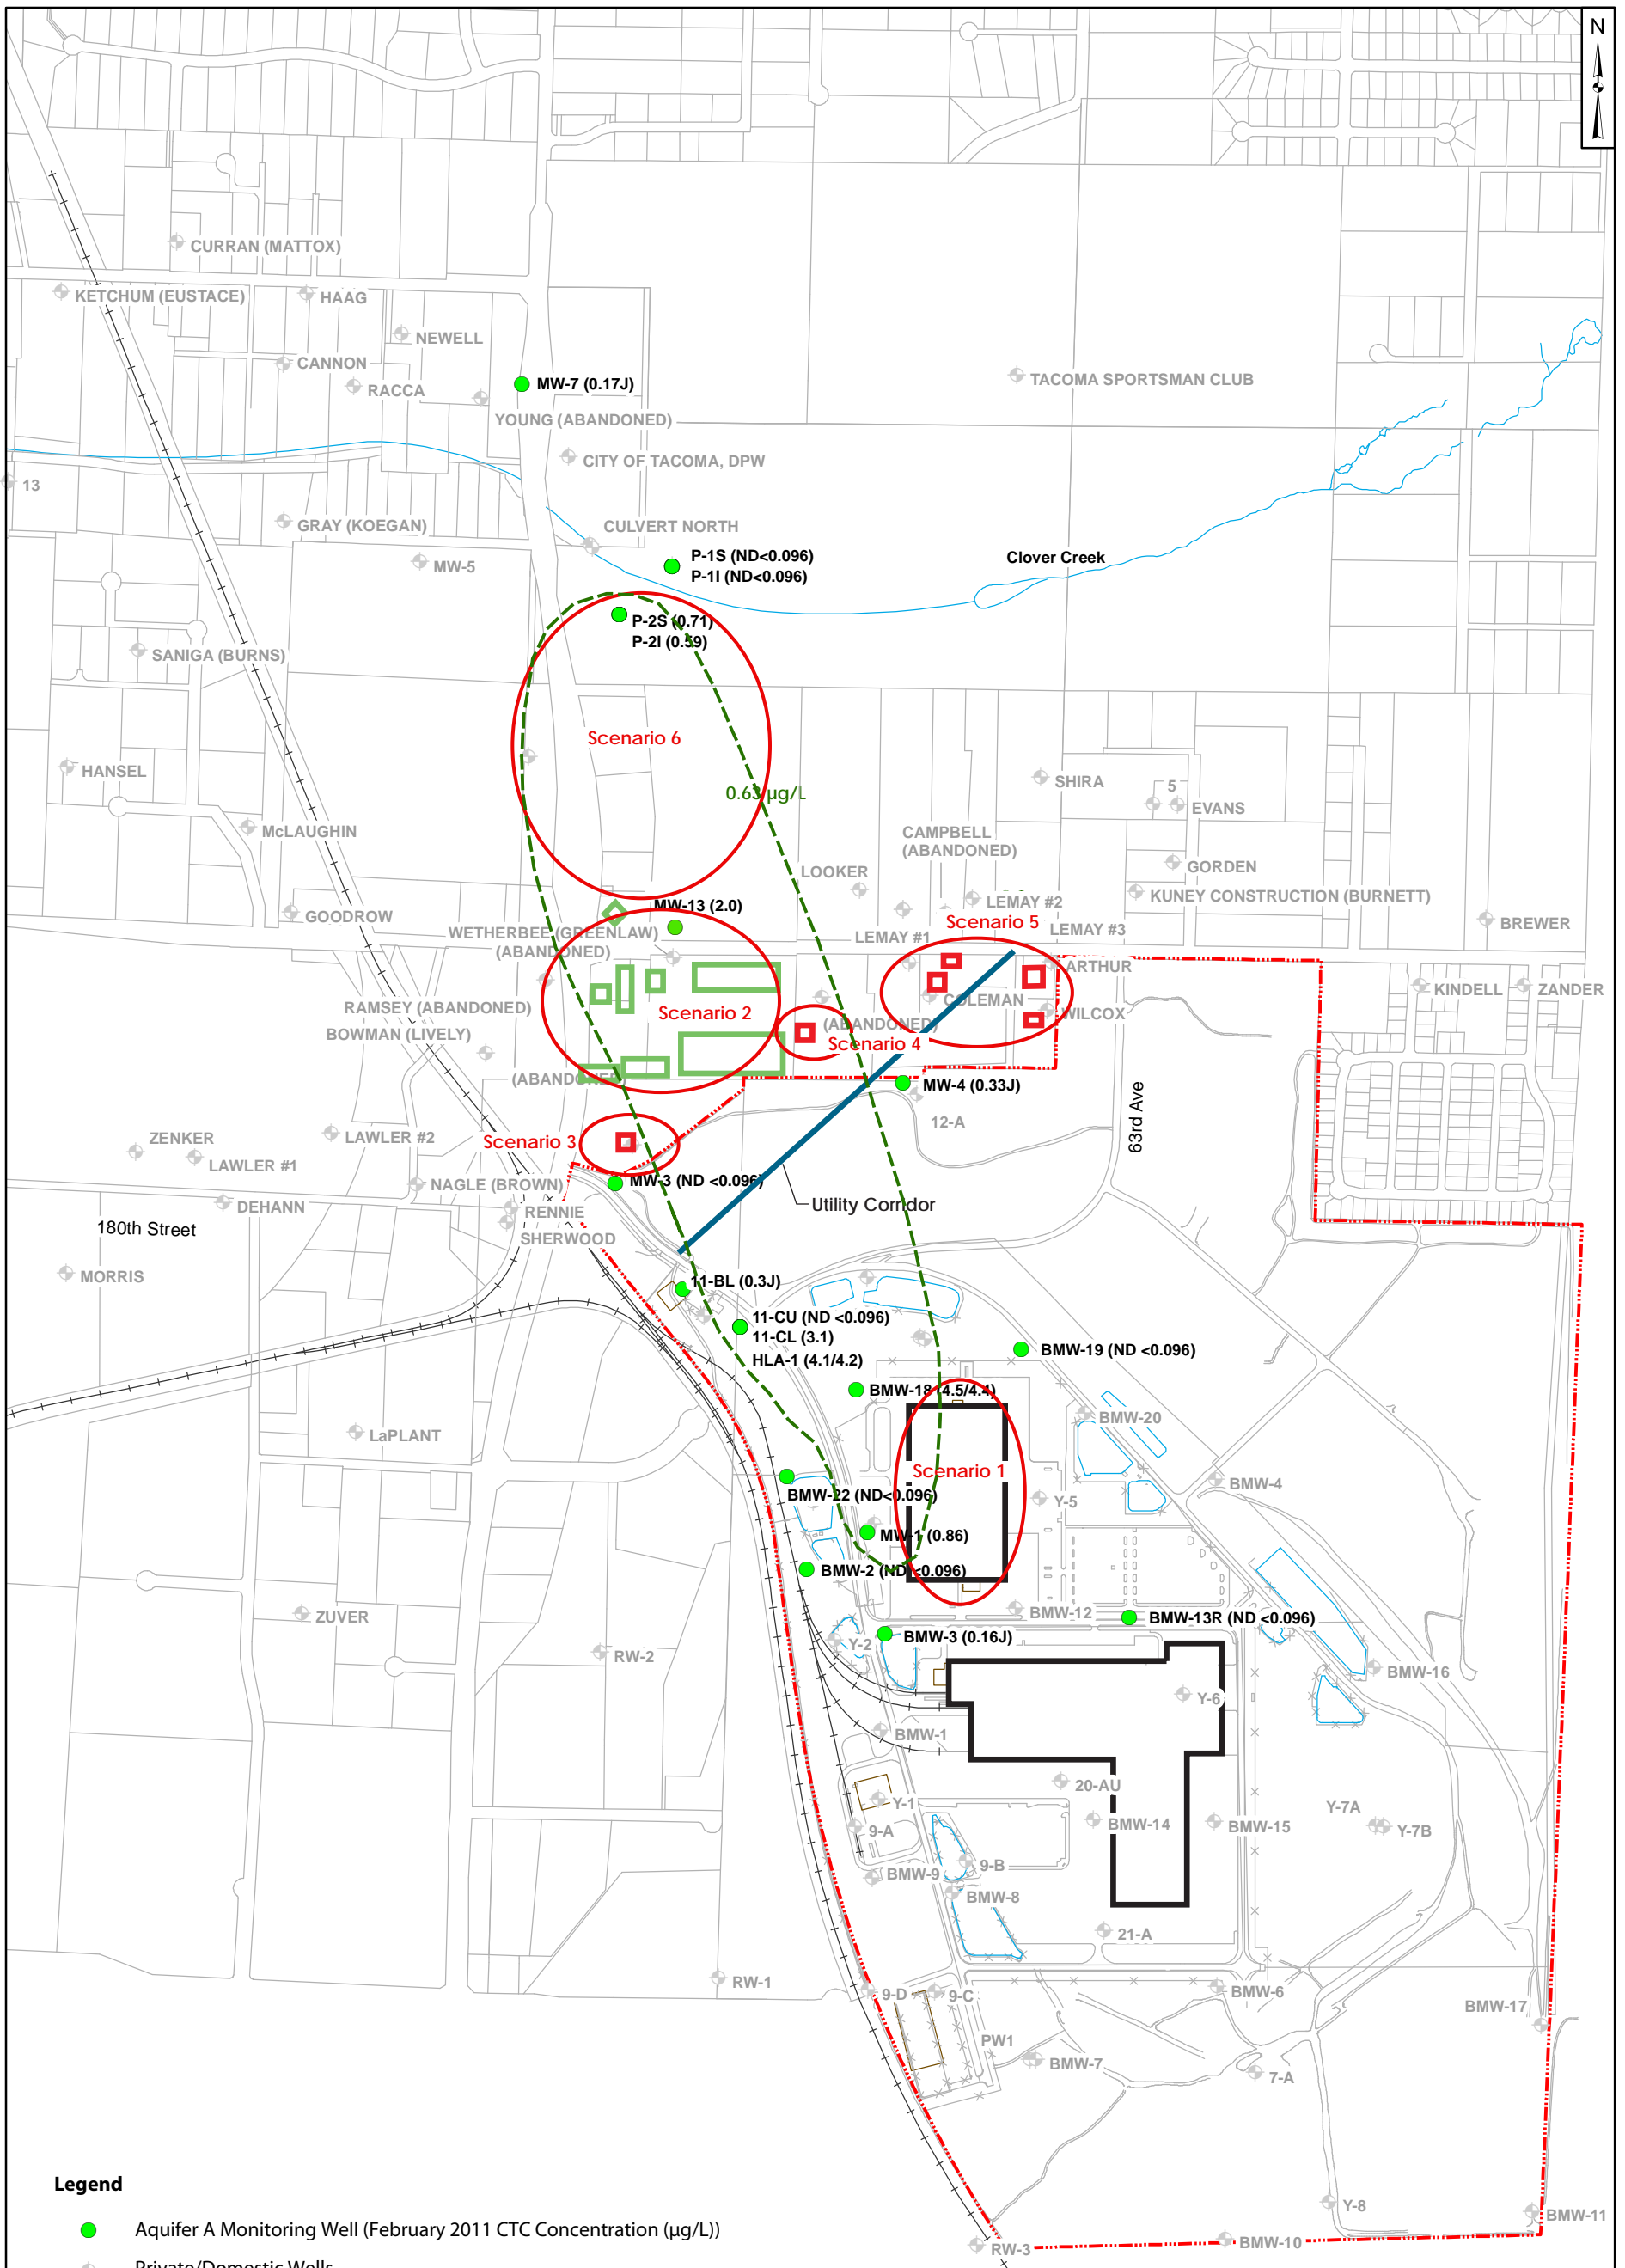 N
CURRAN (MATTOX)
KETCHUM (EUSTACE)
HAAG
NEWELL
CANNON
RACCA
MW-7 (0.17J)
TACOMA SPORTSMAN CLUB
YOUNG (ABANDONED)
CITY OF TACOMA, DPW
13
GRAY (KOEGAN)
CULVERT NORTH
MW-5
P-1S (ND<0.096)
P-1I (ND<0.096)
Clover Creek
P-2S (0.71)
P-2I (0.59)
SANIGA (BURNS)
Scenario 6
HANSEL
0.63 µg/L
SHIRA
5
EVANS
McLAUGHIN
CAMPBELL
(ABANDONED)
LOOKER
GORDEN
KUNEY CONSTRUCTION (BURNETT)
LEMAY #2
GOODROW
MW-13 (2.0)
Scenario 5
BREWER
WETHERBEE (GREENLAW)
(ABANDONED)
LEMAY #1
LEMAY #3
ARTHUR
KINDELL
ZANDER
RAMSEY (ABANDONED)
BOWMAN (LIVELY)
Scenario 2
COLEMAN
(ABANDONED)
WILCOX
Scenario 4
(ABANDONED)
MW-4 (0.33J)
12-A
63rd Ave
ZENKER
LAWLER #2
LAWLER #1
Scenario 3
NAGLE (BROWN)
MW-3 (ND <0.096)
DEHANN
RENNIE
SHERWOOD
Utility Corridor
180th Street
MORRIS
11-BL (0.3J)
11-CU (ND <0.096)
11-CL (3.1)
HLA-1 (4.1/4.2)
BMW-19 (ND <0.096)
BMW-18 (4.5/4.4)
BMW-20
LaPLANT
Scenario 1
BMW-4
BMW-22 (ND<0.096)
Y-5
MW-1 (0.86)
BMW-2 (ND <0.096)
ZUVER
BMW-12
BMW-13R (ND <0.096)
BMW-3 (0.16J)
Y-2
RW-2
BMW-16
Y-6
BMW-1
20-AU
Y-1
BMW-14
BMW-15
Y-7A
Y-7B
9-A
9-B
BMW-9
BMW-8
21-A
RW-1
9-D
9-C
BMW-6
BMW-17
PW1
BMW-7
7-A
Legend
Y-8
BMW-11
Aquifer A Monitoring Well (February 2011 CTC Concentration (µg/L))
BMW-10
RW-3
Private/Domestic Wells